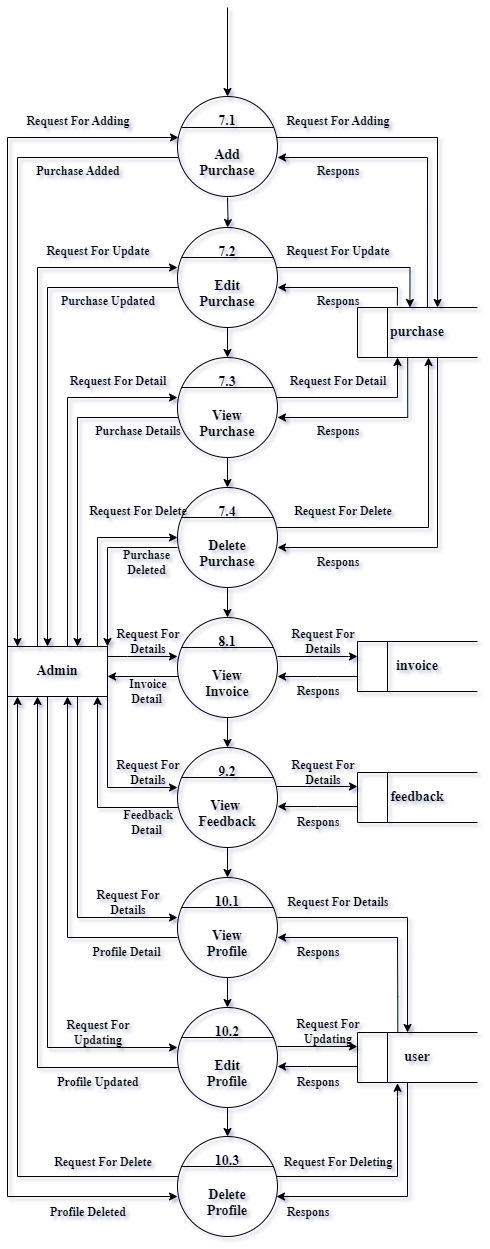 7.1
Request For Adding
Request For Adding
Add
Purchase
Purchase Added
Respons
7.2
Request For Update
Request For Update
Edit
Purchase
Purchase Updated
Respons
purchase
7.3
Request For Detail
Request For Detail
View
Purchase
Purchase Details
Respons
7.4
Request For Delete
Request For Delete
Delete
Purchase
Purchase
Deleted
Respons
Admin
8.1
Request For
Details
Request For
Details
View
Invoice
Invoice
Detail
Respons
invoice
9.2
Request For
Details
Request For
Details
View
Feedback
Feedback
Detail
Respons
feedback
10.1
Request For
Details
Request For Details
View
Profile
Profile Detail
Respons
10.2
Request For
Updating
Request For
Updating
Edit
Profile
Profile Updated
Respons
user
10.3
Request For Delete
Request For Deleting
Delete
Profile
Profile Deleted
Respons